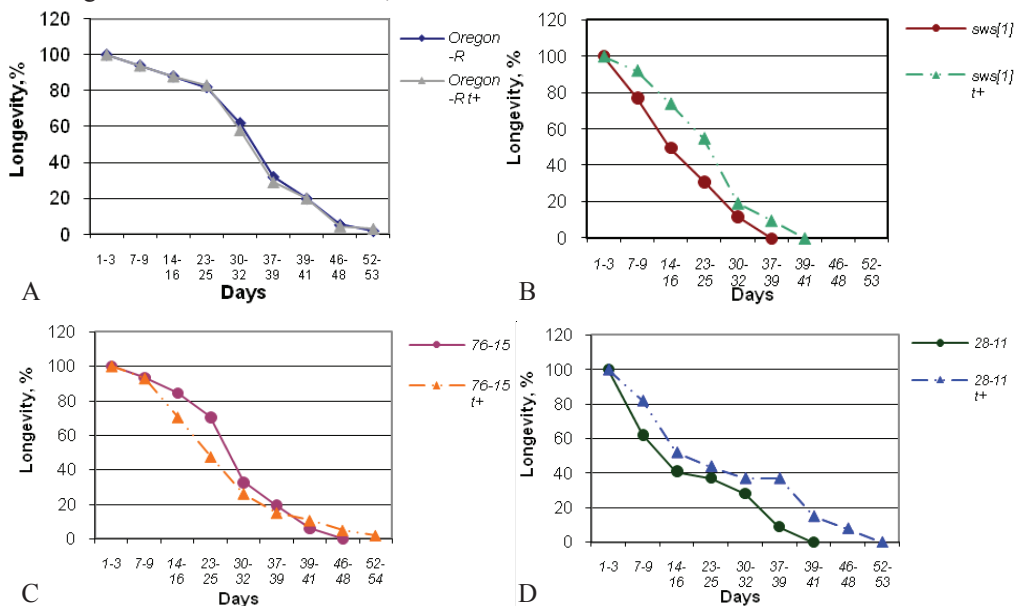 120
100
80
60
40
20
0
Longevity,%
1-3 7-9 14- 23- 30- 37- 39- 46- 52-
16 25 32 39 41 48 53
Days
A
Oregon
-R
Oregon
-R t+
120
100
80
60
40
20
0
Longevity, %
1-3 7-9 14- 23- 30- 37- 39- 46- 52-
16 25 32 39 41 48 53
Days
B
sws[1]
sws[1]
t+
120
100
80
60
40
20
0
Longevity, %
1-3 7-9 14- 23- 30- 37- 39- 46- 52-
16 25 32 39 41 48 54
Days
C
76-15
76-15
t+
120
100
80
60
40
20
0
Longevity, %
1-3 7-9 14- 23- 30- 37- 39- 46- 52-
16 25 32 39 41 48 53
Days
D
28-11
28-11
t+